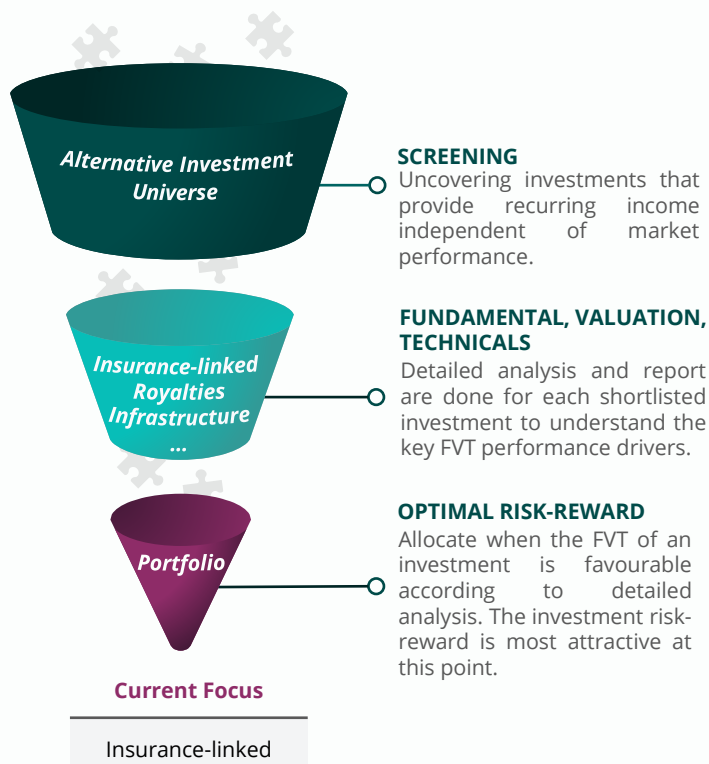 Alternative Investment
Universe
SCREENING
Uncovering investments that
provide recurring income
independent of market
performance.
Insurance-linked
Royalties
Infrastructure
...
FUNDAMENTAL, VALUATION,
TECHNICALS
Detailed analysis and report
are done for each shortlisted
investment to understand the
key FVT performance drivers.
Portfolio
OPTIMAL RISK-REWARD
Allocate when the FVT of an
investment is favourable
according to detailed
analysis. The investment risk-
reward is most attractive at
this point.
Current Focus
Insurance-linked